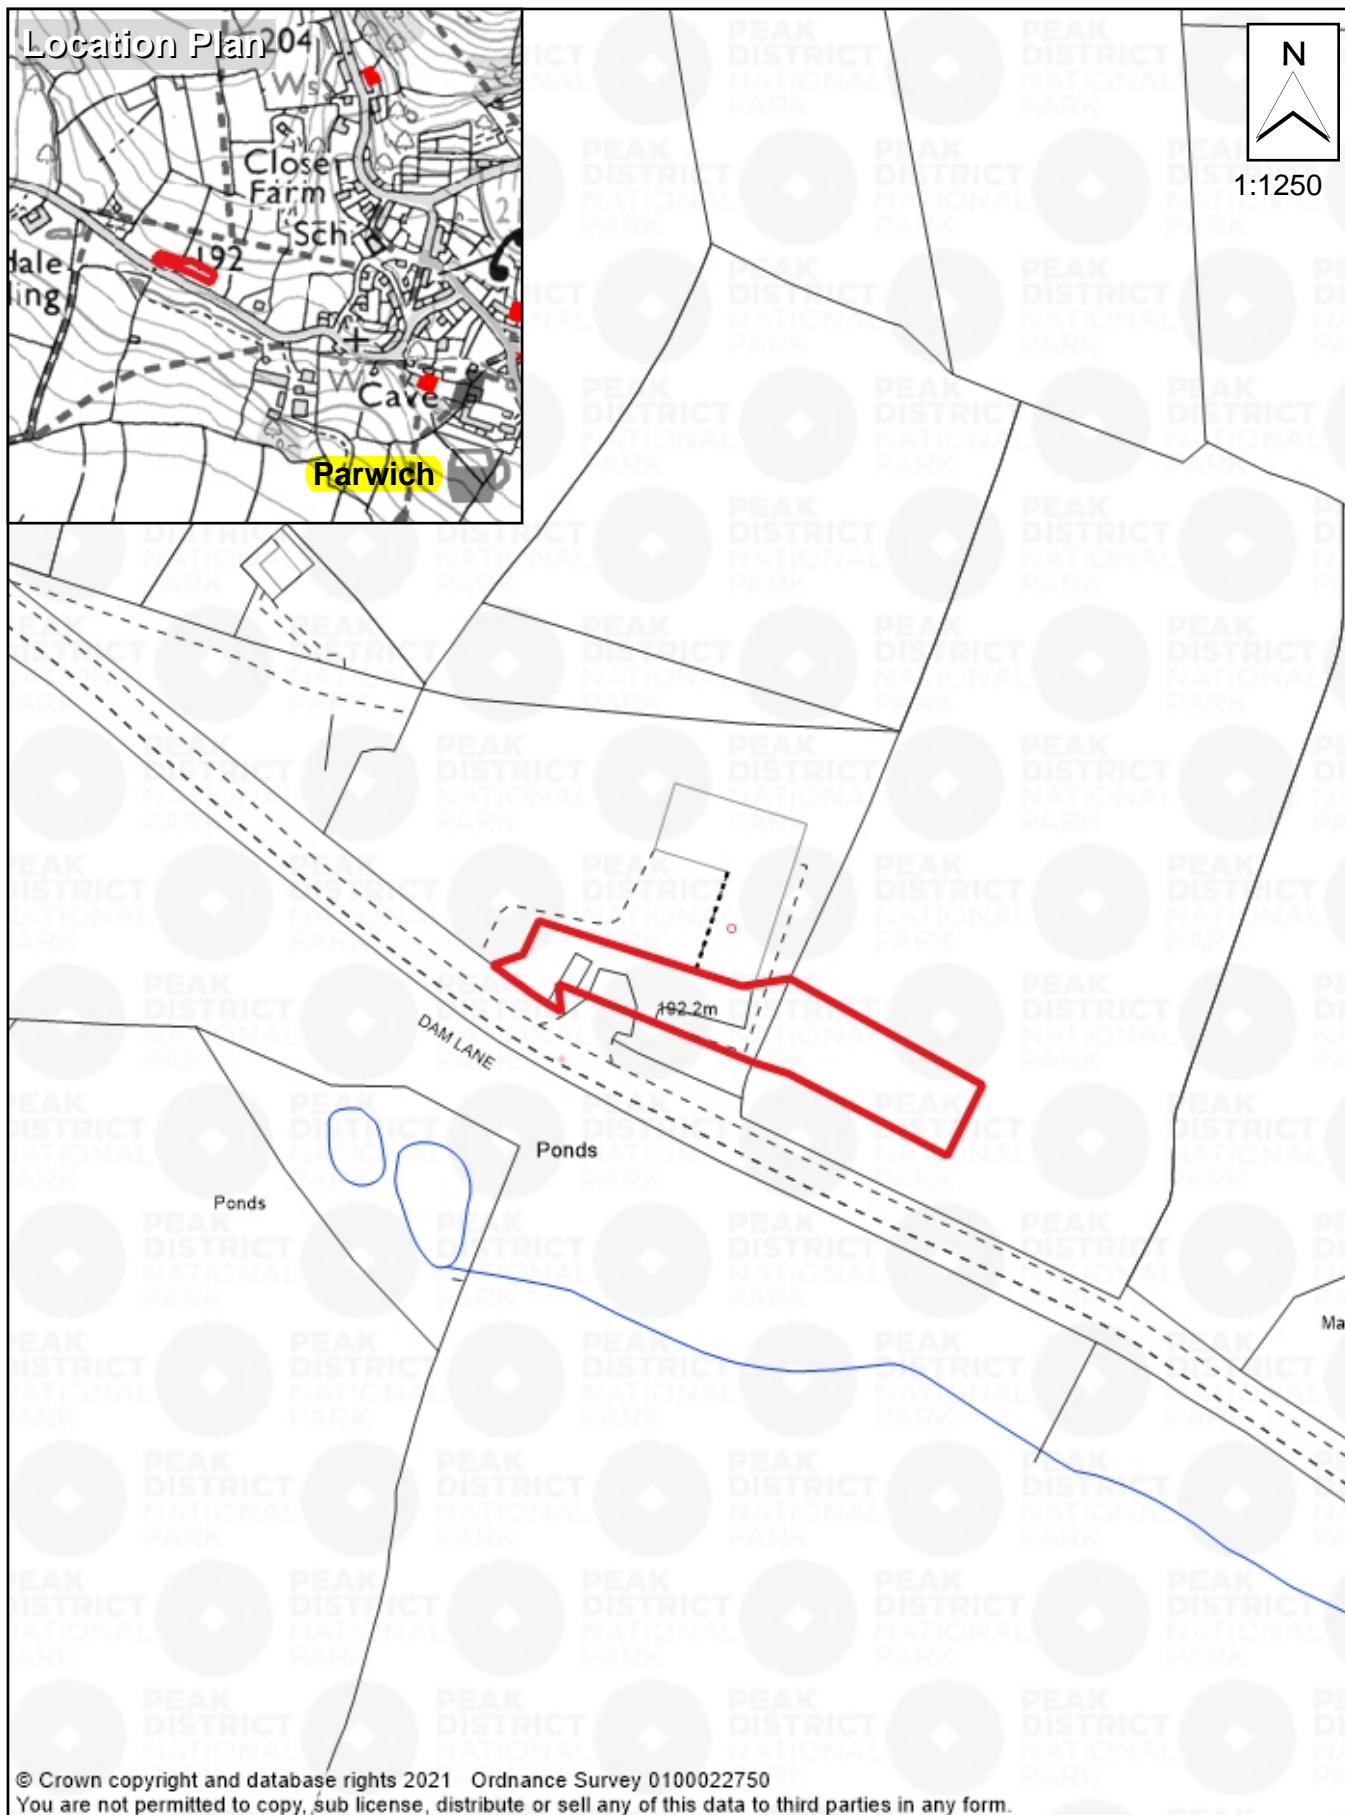 Location Plan
204
Ws
Close
Farm
Sch
192
dale
ling
W
Cave
Parwich
N
1:1250
192.2m
DAM LANE
Ponds
Ponds
Ma
PEAK
DISTRICT
NATIONAL
PARK
© Crown copyright and database rights 2021 Ordnance Survey 0100022750
You are not permitted to copy, sub license, distribute or sell any of this data to third parties in any form.